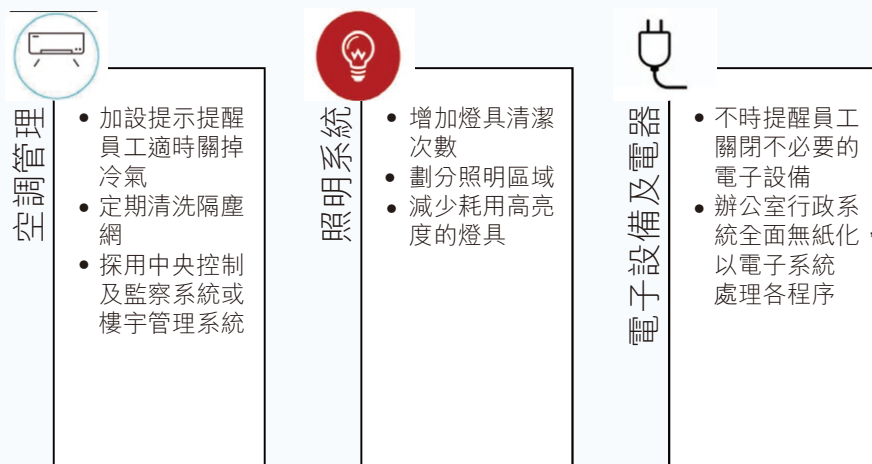 空調管理
加設提示提醒
員工適時關掉
冷氣
定期清洗隔塵
網
探用中央控制
及監察系統或
樓宇管理系統
照明系統
增加燈具清潔
次數
劃分照明區域
減少耗用高亮
度的燈具
電子設備及電器
不時提醒員工
關閉不必要的
電子設備
辦公室行政系
統全面無紙化，
以電子系統
處理各程序